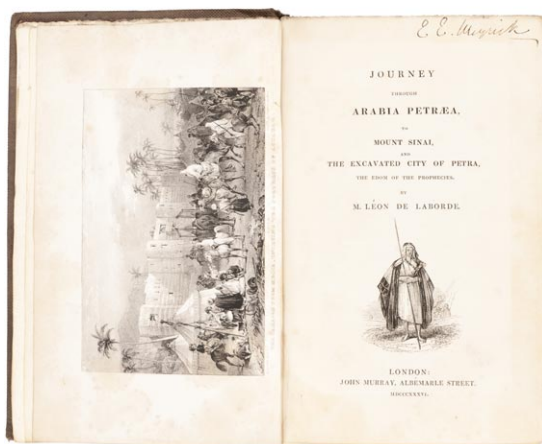 E. E.
JOURNEY
THROUGH
ARABIA PETRÆA,
TO
MOUNT SINAI,
AND
THE EXCAVATED CITY OF PETRA,
THE EDOM OF THE PROPHECIES.
BY
M. LÉON DE LABORDE.
LONDON:
JOHN MURRAY, ALBEMARLE STREET.
MDCCCXXXVI.